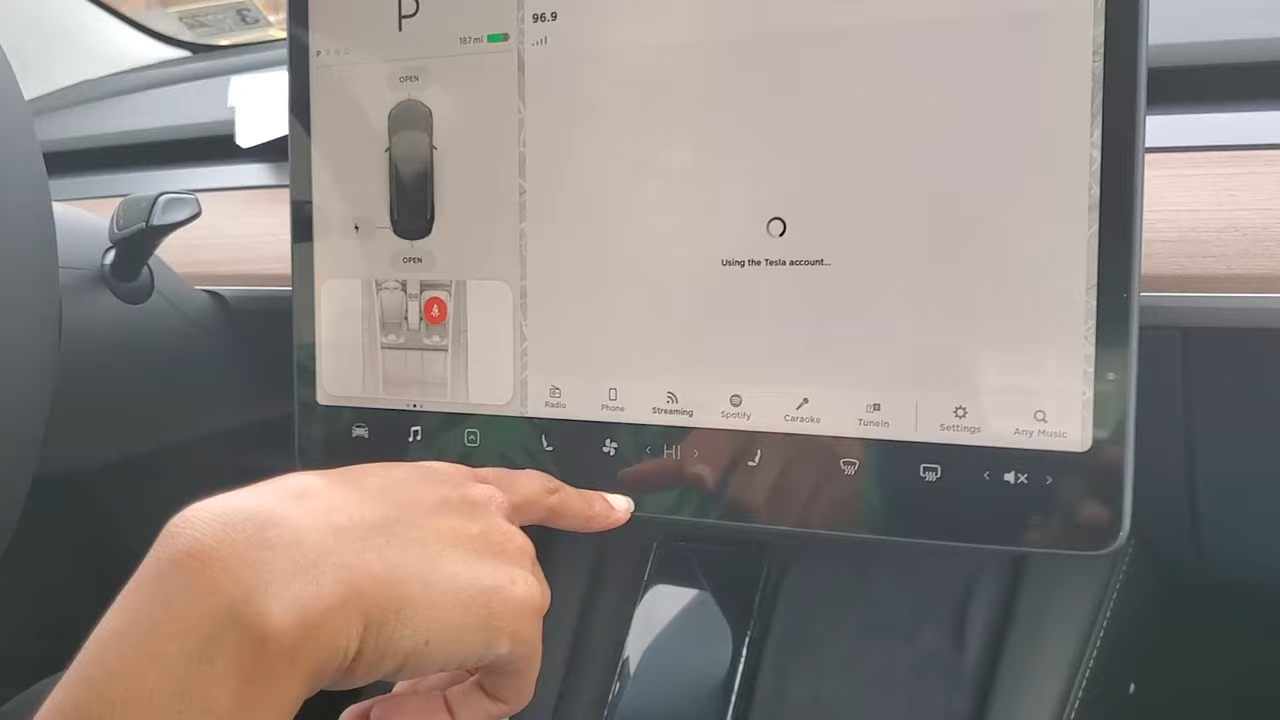 P
96.9
187 mi
P R N D
OPEN
OPEN
Using the Tesla account...
Radio
Phone
Streaming
Spotify
Caraoke
TuneIn
Settings
Any Music
HI